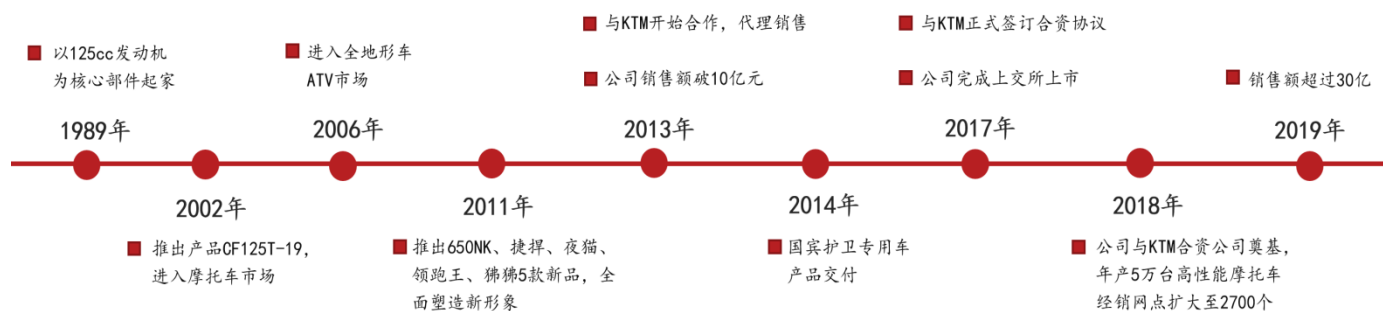 以125cc发动机
为核心部件起家
1989年
2002年
推出产品CF125T-19,
进入摩托车市场
进入全地形车
ATV市场
2006年
2011年
推出650NK、捷捍、夜猫、
领跑王、狒狒5款新品，全
面塑造新形象
与KTM开始合作，代理销售
公司销售额破10亿元
2013年
2014年
国宾护卫专用车
产品交付
与KTM正式签订合资协议
公司完成上交所上市
2017年
2018年
公司与KTM合资公司奠基，
年产5万台高性能摩托车
经销网点扩大至2700个
销售额超过30亿
2019年